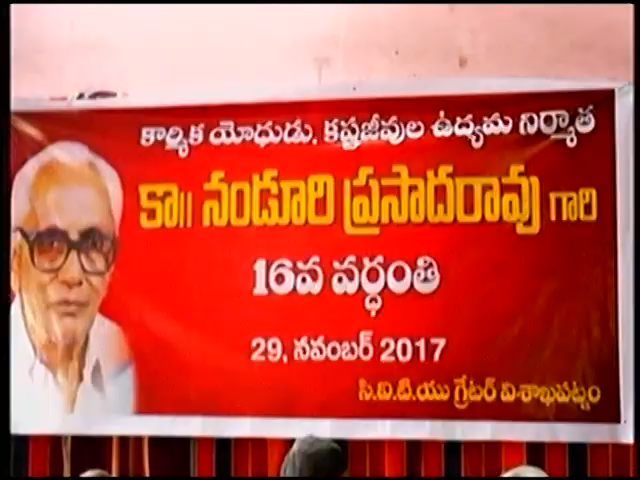 కార్మిక యోధుడు, కష్టజీవుల ఉద్యమ నిర్మాత
కా॥ నండూరి ప్రసాదరావు గారి
16వ వర్ధంతి
29, నవంబర్ 2017
సి.ఐ.టి.యు గ్రేటర్ విశాఖపట్నం